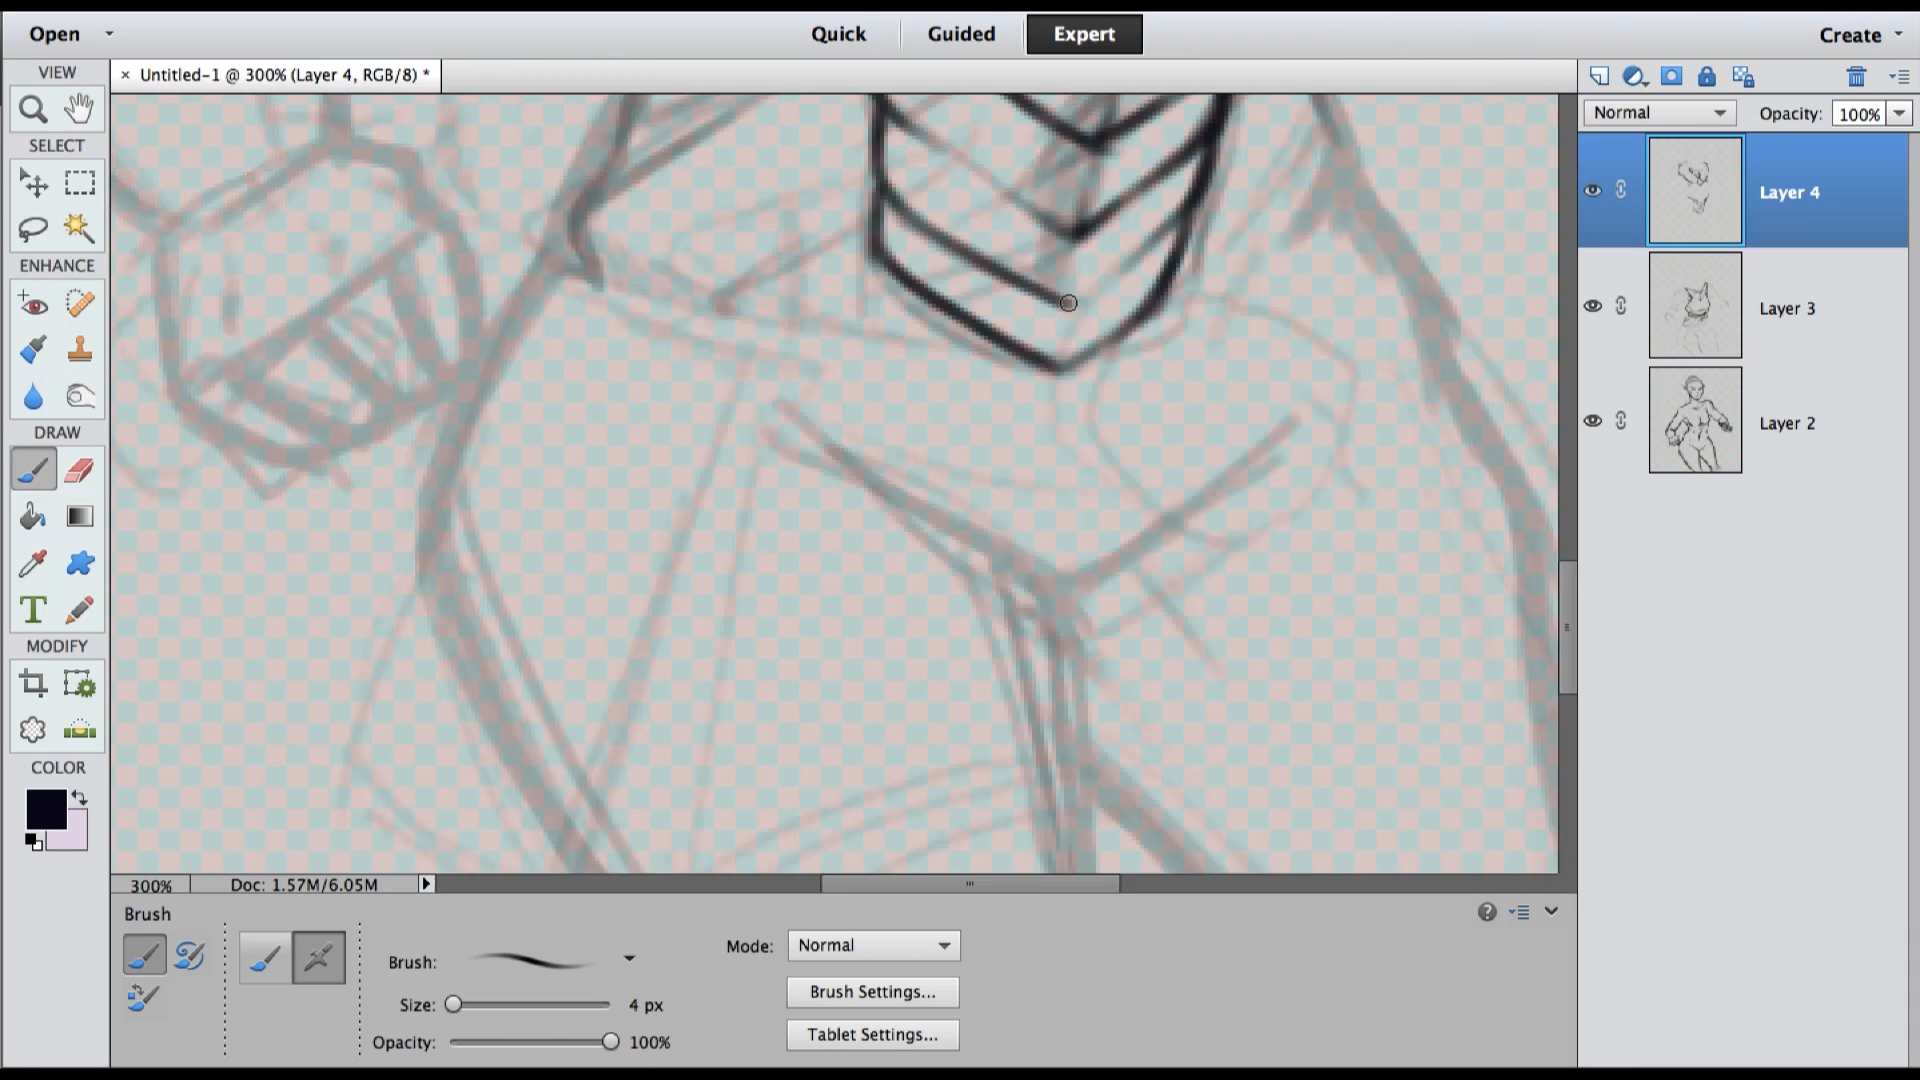 Open
Quick
Guided
Expert
Create
VIEW
× Untitled-1 @ 300% (Layer 4, RGB/8) *
Normal
Opacity: 100%
SELECT
Layer 4
ENHANCE
Layer 3
Layer 2
DRAW
T
MODIFY
COLOR
300%
Doc: 1.57M/6.05M
Brush
Brush:
Mode: Normal
Size: 4 px
Brush Settings...
Opacity: 100%
Tablet Settings...